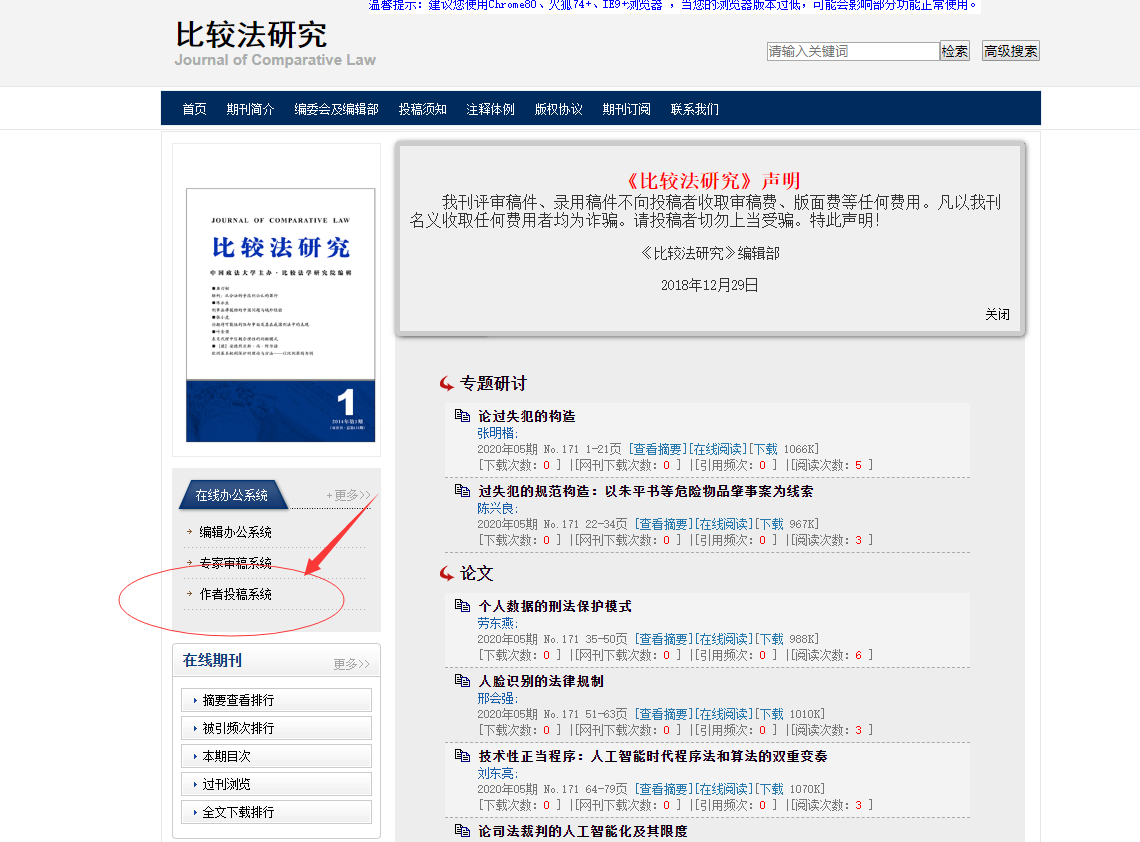 温馨提示：建议您使用Chrome80、火狐74+、IE9+浏览器 ，当您的浏览器版本过低，可能会影响部分功能正常使用。
比较法研究
Journal of Comparative Law
请输入关键词 检索 高级搜索
首页 期刊简介 编委会及编辑部 投稿须知 注释体例 版权协议 期刊订阅 联系我们
JOURNAL OF COMPARATIVE LAW
比较法研究
中国政法大学主办·比较法学研究院编辑
1
2014年第1期
在线办公系统 +更多>>
编辑办公系统
专家审稿系统
作者投稿系统
在线期刊 更多>>
摘要查看排行
被引频次排行
本期目次
过刊浏览
全文下载排行
《比较法研究》声明
我刊评审稿件、录用稿件不向投稿者收取审稿费、版面费等任何费用。凡以我刊
名义收取任何费用者均为诈骗。请投稿者切勿上当受骗。特此声明！
《比较法研究》编辑部
2018年12月29日
关闭
专题研讨
论过失犯的构造
张明楷;
2020年05期 No.171 1-21页 [查看摘要][在线阅读][下载 1066K]
[下载次数：0 ] |[网刊下载次数：0 ] |[引用频次：0 ] |[阅读次数：5 ]
过失犯的规范构造：以朱平书等危险物品肇事案为线索
陈兴良;
2020年05期 No.171 22-34页 [查看摘要][在线阅读][下载 967K]
[下载次数：0 ] |[网刊下载次数：0 ] |[引用频次：0 ] |[阅读次数：3 ]
论文
个人数据的刑法保护模式
劳东燕;
2020年05期 No.171 35-50页 [查看摘要][在线阅读][下载 988K]
[下载次数：0 ] |[网刊下载次数：0 ] |[引用频次：0 ] |[阅读次数：6 ]
人脸识别的法律规制
邢会强;
2020年05期 No.171 51-63页 [查看摘要][在线阅读][下载 1010K]
[下载次数：0 ] |[网刊下载次数：0 ] |[引用频次：0 ] |[阅读次数：3 ]
技术性正当程序：人工智能时代程序法和算法的双重变奏
刘东亮;
2020年05期 No.171 64-79页 [查看摘要][在线阅读][下载 1070K]
[下载次数：0 ] |[网刊下载次数：0 ] |[引用频次：0 ] |[阅读次数：3 ]
论司法裁判的人工智能化及其限度